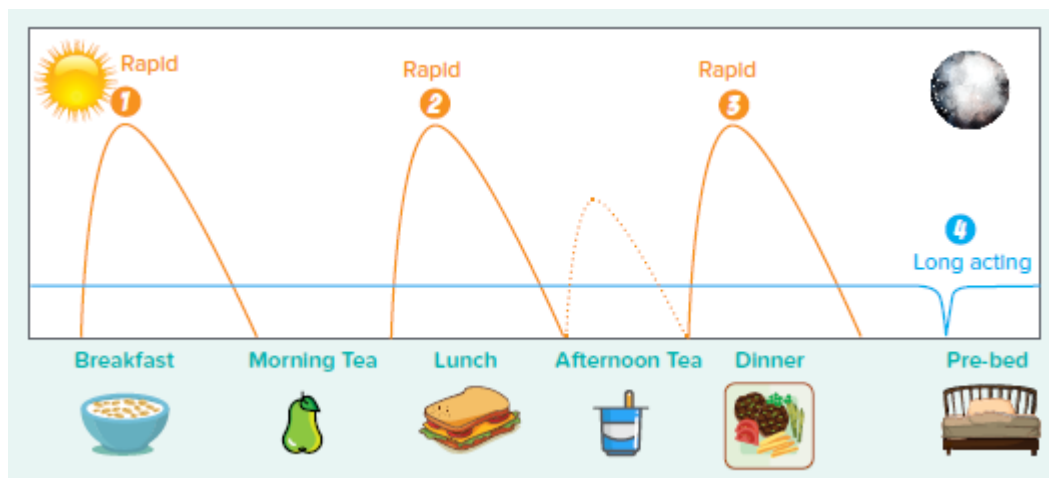 Rapid
1
Rapid
2
Rapid
3
4
Long acting
Breakfast Morning Tea Lunch Afternoon Tea Dinner Pre-bed